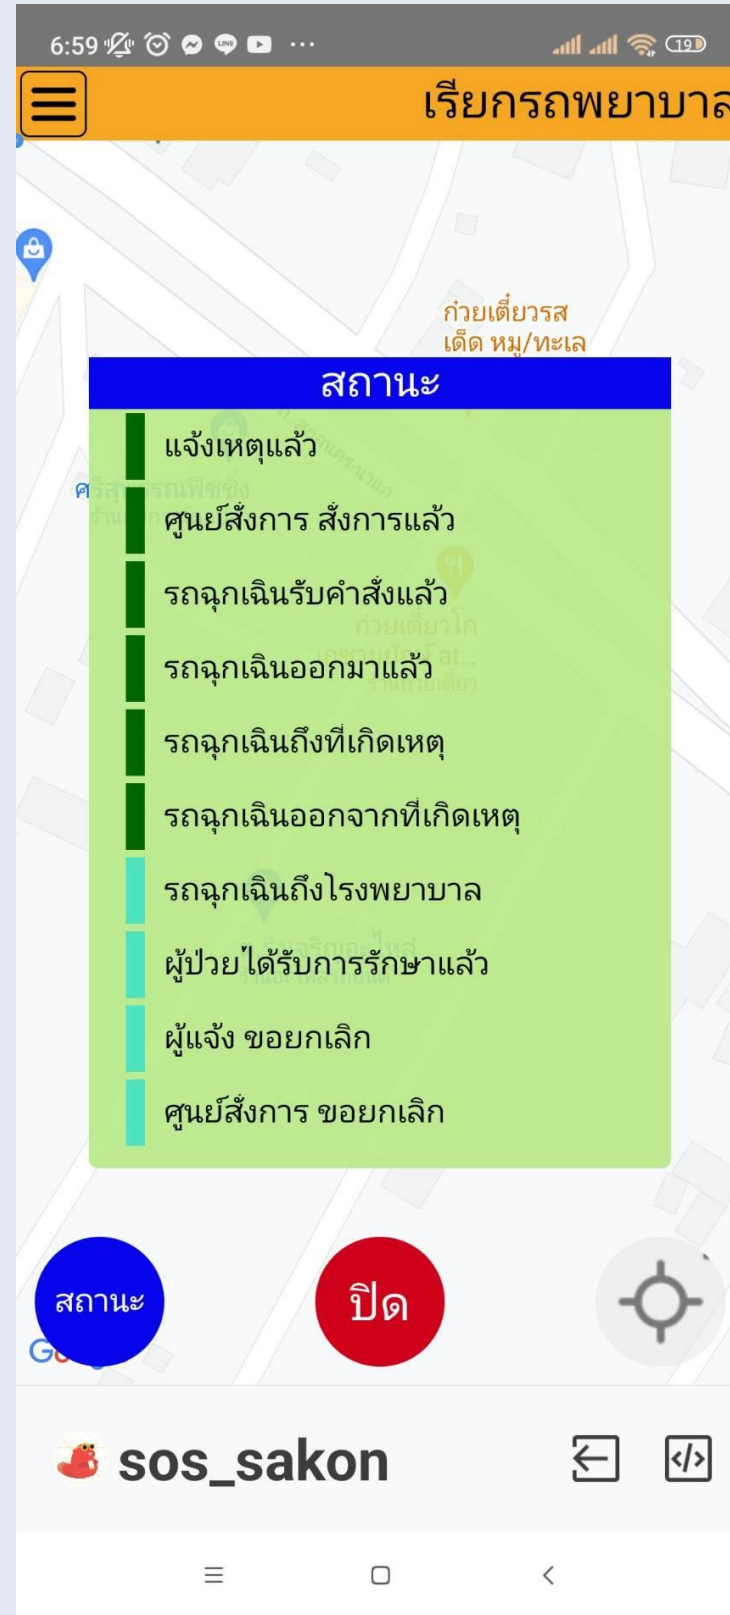 6:59
19
เรียกรถพยาบาล
ก๋วยเตี๋ยวรส
เด็ด หมู/ทะเล
สถานะ
แจ้งเหตุแล้ว
ศูนย์สั่งการ สั่งการแล้ว
รถฉุกเฉินรับคำสั่งแล้ว
รถฉุกเฉินออกมาแล้ว
รถฉุกเฉินถึงที่เกิดเหตุ
รถฉุกเฉินออกจากที่เกิดเหตุ
รถฉุกเฉินถึงโรงพยาบาล
ผู้ป่วยได้รับการรักษาแล้ว
ผู้แจ้ง ขอยกเลิก
ศูนย์สั่งการ ขอยกเลิก
สถานะ
ปิด
sos_sakon